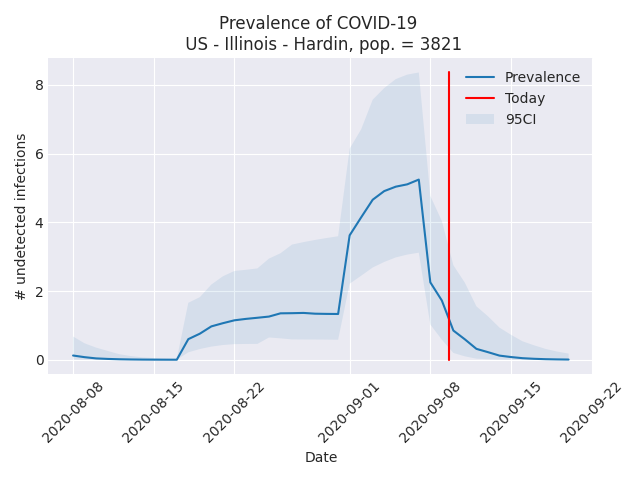 Prevalence of COVID-19
US - Illinois - Hardin, pop. = 3821
# undetected infections
8
6
4
2
0
Prevalence
Today
95CI
2020-08-08
2020-08-15
2020-08-22
2020-09-01
2020-09-08
2020-09-15
2020-09-22
Date